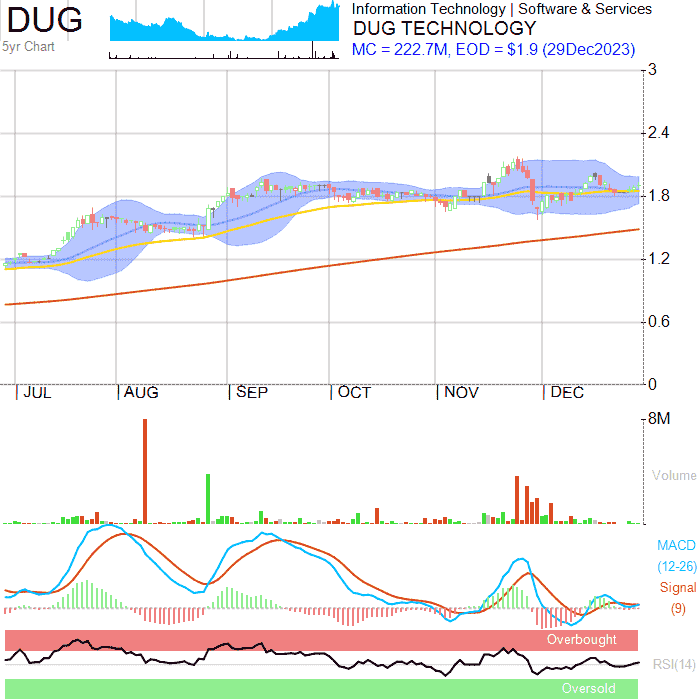 DUG
5yr Chart
Information Technology | Software & Services
DUG TECHNOLOGY
MC = 222.7M, EOD = $1.9 (29Dec2023)
3
2.4
1.8
1.2
0.6
0
JUL AUG SEP OCT NOV DEC
8M
Volume
MACD
(12-26)
Signal
(9)
Overbought
RSI(14)
Oversold